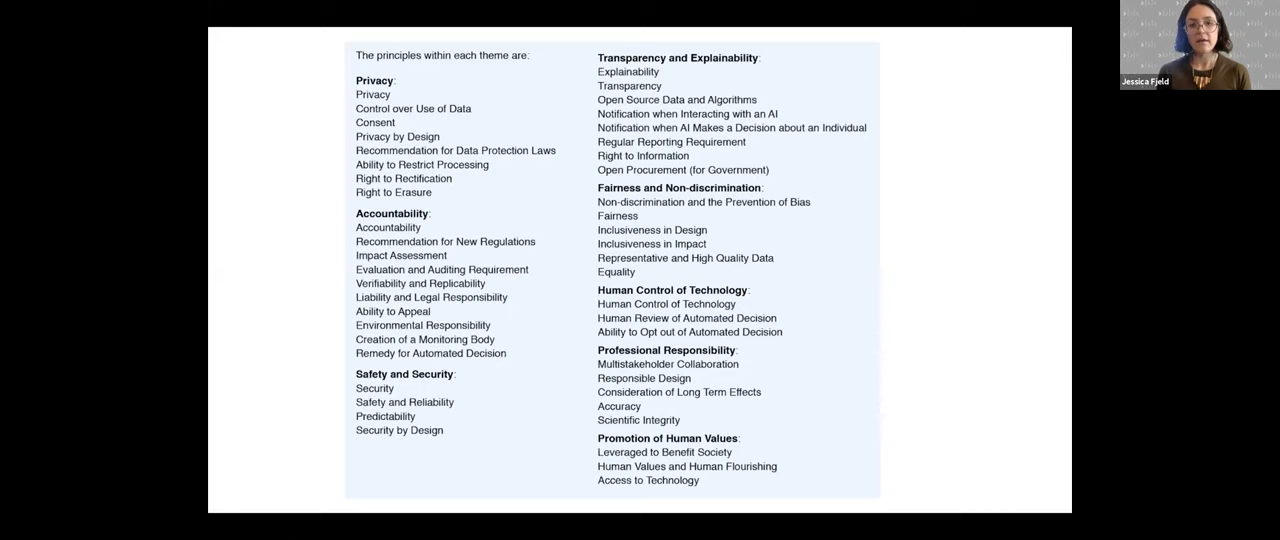 The principles within each theme are:
Privacy:
Privacy
Control over Use of Data
Consent
Privacy by Design
Recommendation for Data Protection Laws
Ability to Restrict Processing
Right to Rectification
Right to Erasure
Accountability:
Accountability
Recommendation for New Regulations
Impact Assessment
Evaluation and Auditing Requirement
Verifiability and Replicability
Liability and Legal Responsibility
Ability to Appeal
Environmental Responsibility
Creation of a Monitoring Body
Remedy for Automated Decision
Safety and Security:
Security
Safety and Reliability
Predictability
Security by Design
Transparency and Explainability:
Explainability
Transparency
Open Source Data and Algorithms
Notification when Interacting with an AI
Notification when AI Makes a Decision about an Individual
Regular Reporting Requirement
Right to Information
Open Procurement (for Government)
Fairness and Non-discrimination:
Non-discrimination and the Prevention of Bias
Fairness
Inclusiveness in Design
Inclusiveness in Impact
Representative and High Quality Data
Equality
Human Control of Technology:
Human Control of Technology
Human Review of Automated Decision
Ability to Opt out of Automated Decision
Professional Responsibility:
Multistakeholder Collaboration
Responsible Design
Consideration of Long Term Effects
Accuracy
Scientific Integrity
Promotion of Human Values:
Leveraged to Benefit Society
Human Values and Human Flourishing
Access to Technology
Jessica Fjeld